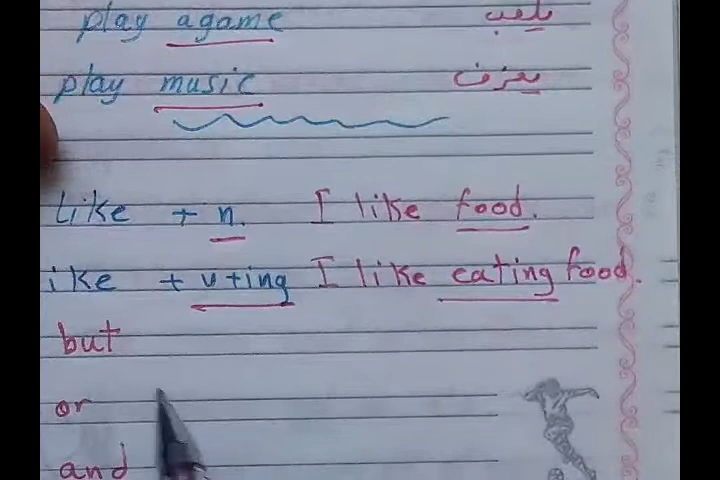 play agame يلعب
play music يعزف
like + n. I like food.
ike + v+ing I like eating food.
but
or
and